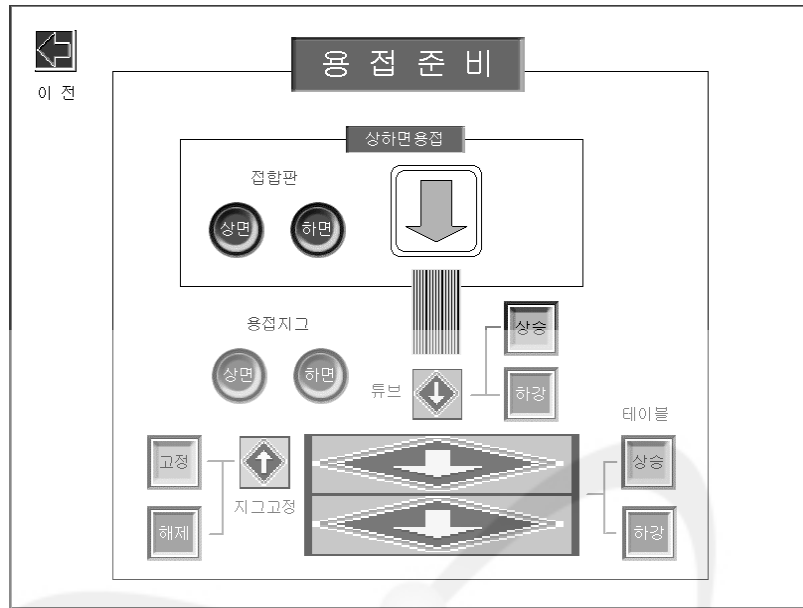 용 접 준 비
이 전
상하면용접
접합판
상면
하면
용접지그
상면
하면
상승
튜브
하강
테이블
고정
상승
지그고정
해제
하강